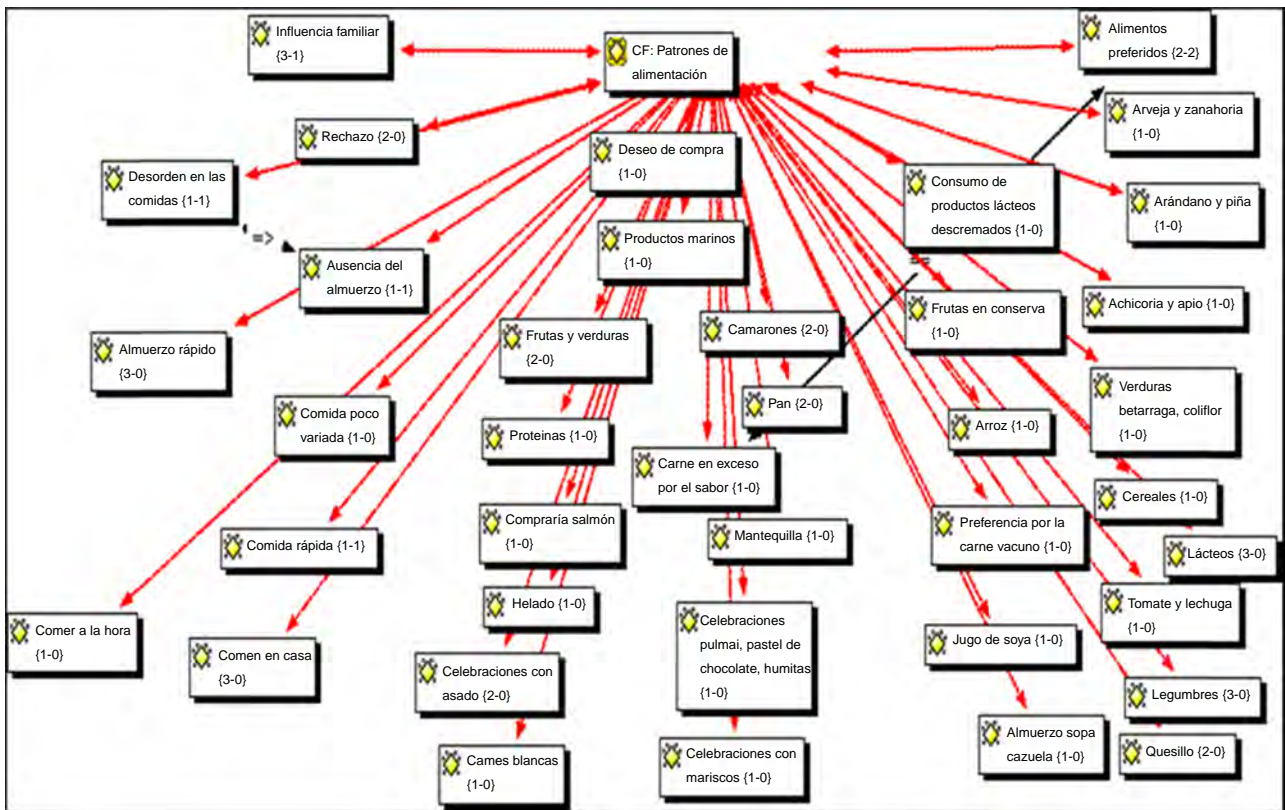 Influencia familiar
{3-1}
CF: Patrones de
alimentación
Alimentos
preferidos {2-2}
Rechazo {2-0}
Arveja y zanahoria
{1-0}
Deseo de compra
{1-0}
Desorden en las
comidas {1-1}
Consumo de
productos lácteos
descremados {1-0}
Arándano y piña
{1-0}
=>
Productos marinos
{1-0}
Ausencia del
almuerzo {1-1}
==
Achicoria y apio {1-0}
Frutas en conserva
{1-0}
Almuerzo rápido
{3-0}
Frutas y verduras
{2-0}
Camarones {2-0}
Verduras
betarraga, coliflor
{1-0}
Comida poco
variada {1-0}
Pan {2-0}
Proteinas {1-0}
Arroz {1-0}
Carne en exceso
por el sabor {1-0}
Cereales {1-0}
Compraría salmón
{1-0}
Preferencia por la
carne vacuno {1-0}
Comida rápida {1-1}
Mantequilla {1-0}
Lácteos {3-0}
Helado {1-0}
Tomate y lechuga
{1-0}
Comer a la hora
{1-0}
Comen en casa
{3-0}
Celebraciones
pulmai, pastel de
chocolate, humitas
{1-0}
Jugo de soya {1-0}
Celebraciones con
asado {2-0}
Legumbres {3-0}
Almuerzo sopa
cazuela {1-0}
Quesillo {2-0}
Cames blancas
{1-0}
Celebraciones con
mariscos {1-0}